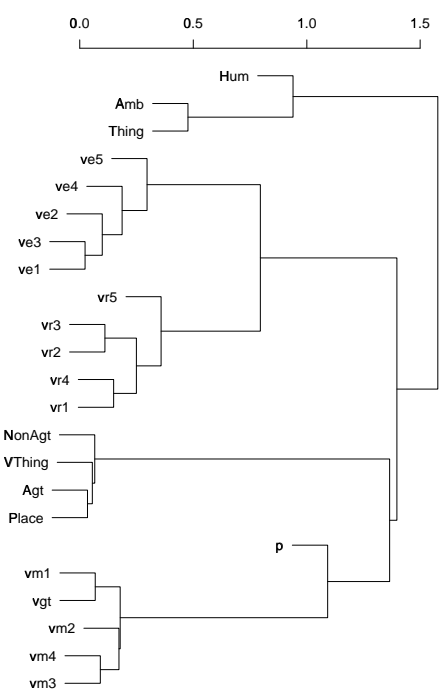 0.0 0.5 1.0 1.5
Hum
Amb
Thing
ve5
ve4
ve2
ve3
ve1
vr5
vr3
vr2
vr4
vr1
NonAgt
VThing
Agt
Place
p
vm1
vgt
vm2
vm4
vm3